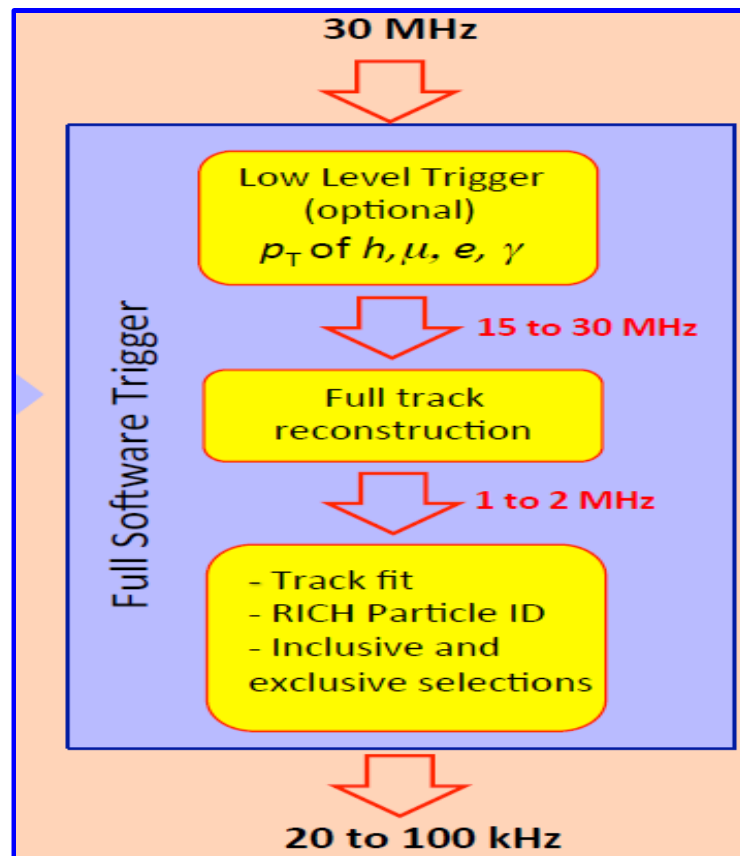 30 MHz
Full Software Trigger
Low Level Trigger
(optional)
pT of h, μ, e, γ
15 to 30 MHz
Full track
reconstruction
1 to 2 MHz
- Track fit
- RICH Particle ID
- Inclusive and
exclusive selections
20 to 100 kHz